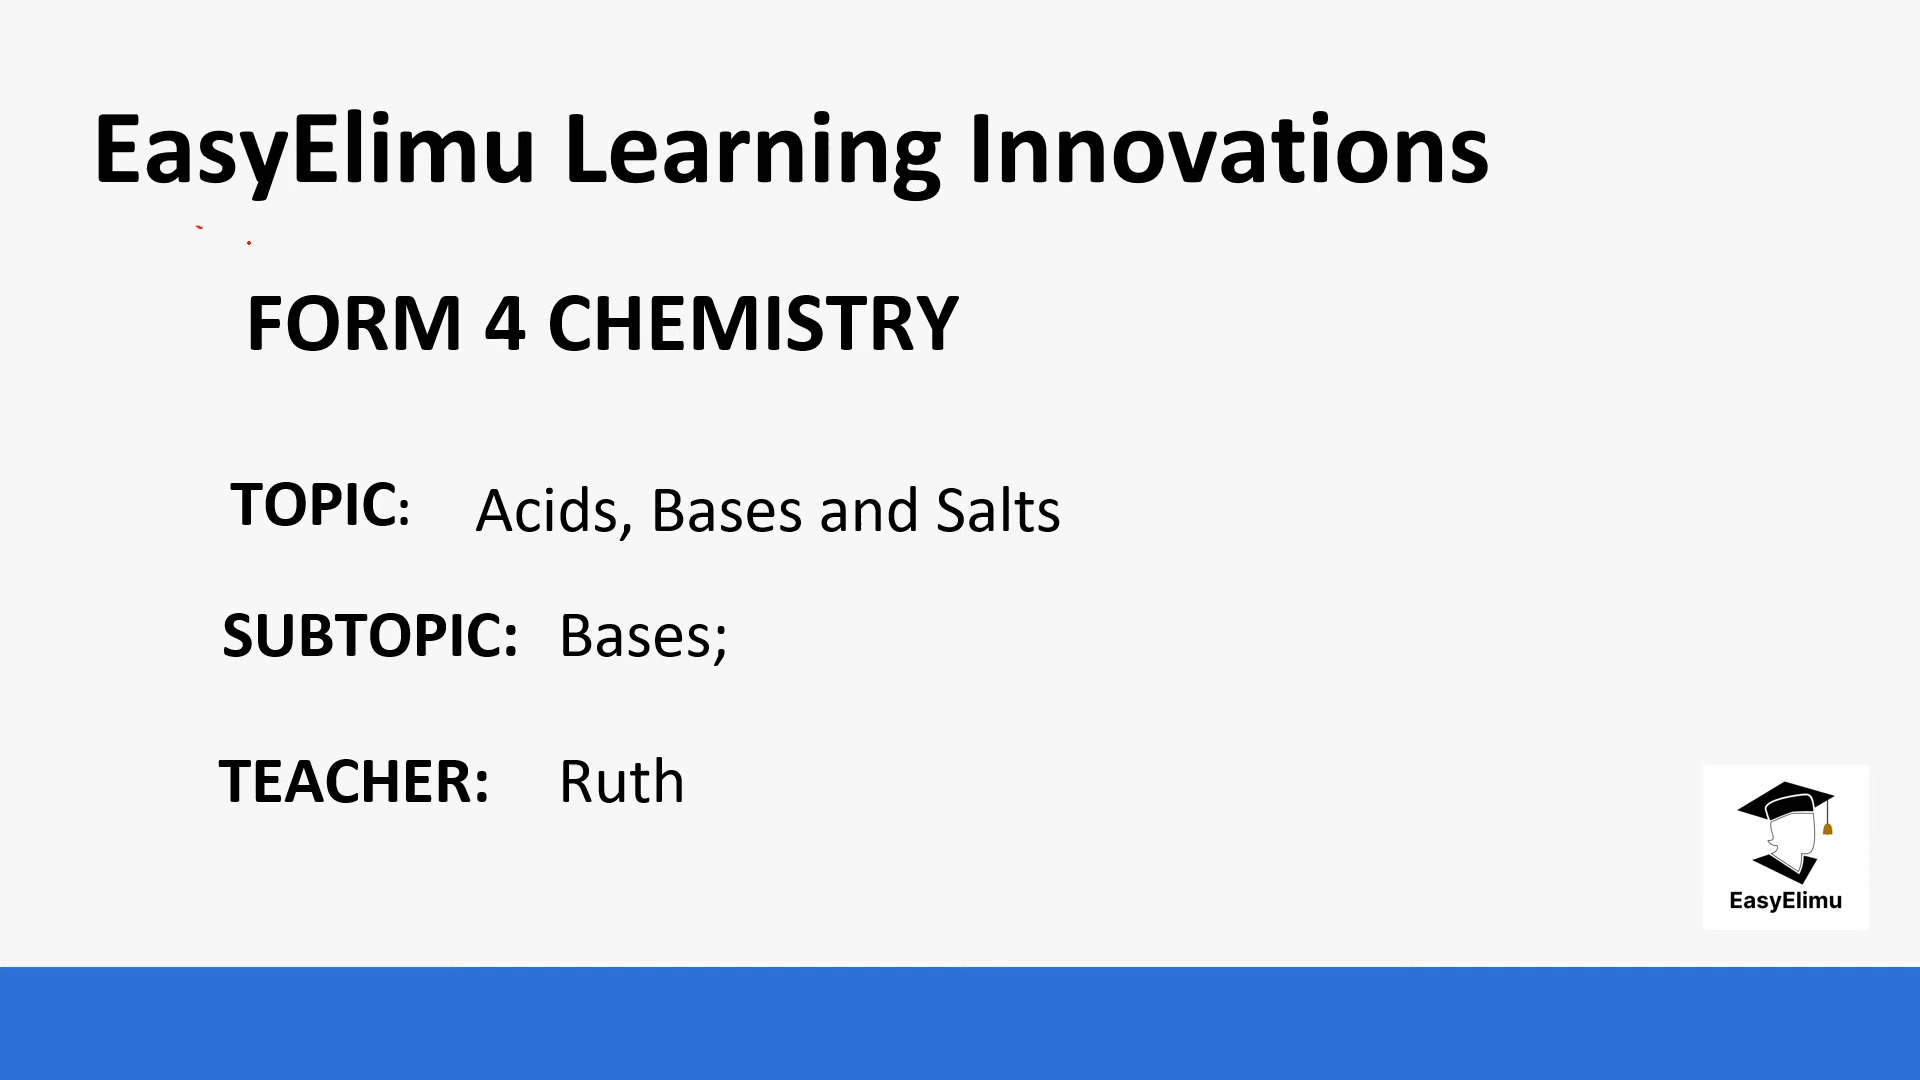 EasyElimu Learning Innovations
FORM 4 CHEMISTRY
TOPIC: Acids, Bases and Salts
SUBTOPIC: Bases;
TEACHER: Ruth
EasyElimu